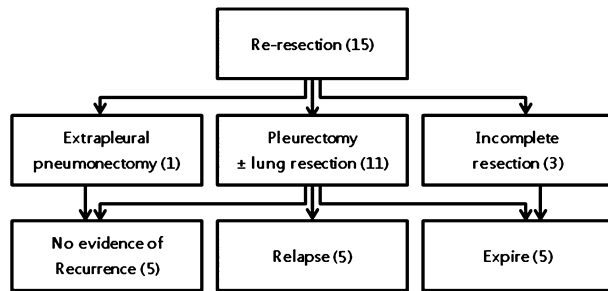 Re-resection (15)
Extrapleural
pneumonectomy (1)
Pleurectomy
± lung resection (11)
Incomplete
resection (3)
No evidence of
Recurrence (5)
Relapse (5)
Expire (5)